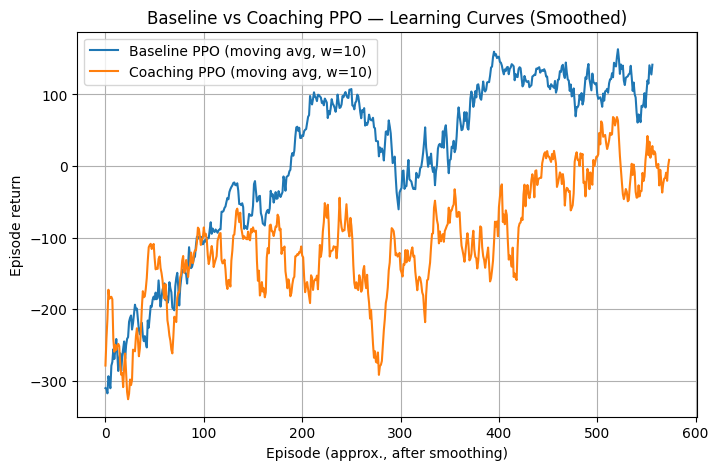 Baseline vs Coaching PPO — Learning Curves (Smoothed)
Baseline PPO (moving avg, w=10)
Coaching PPO (moving avg, w=10)
Episode return
100
0
−100
−200
−300
0 100 200 300 400 500 600
Episode (approx., after smoothing)